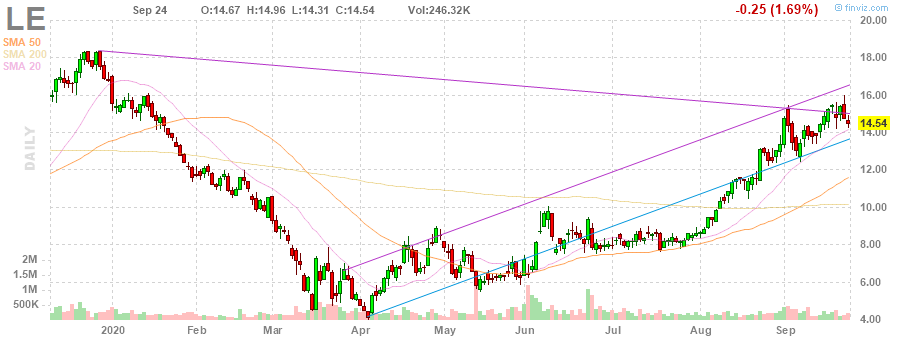 LE Sep 24 O:14.67 H:14.96 L:14.31 C:14.54 Vol:246.32K -0.25 (1.69%) © finviz.com
SMA 50
SMA 200
SMA 20
DAILY
20.00
18.00
16.00
14.54
14.00
12.00
10.00
8.00
6.00
4.00
2M
1.5M
1M
500K
2020 Feb Mar Apr May Jun Jul Aug Sep